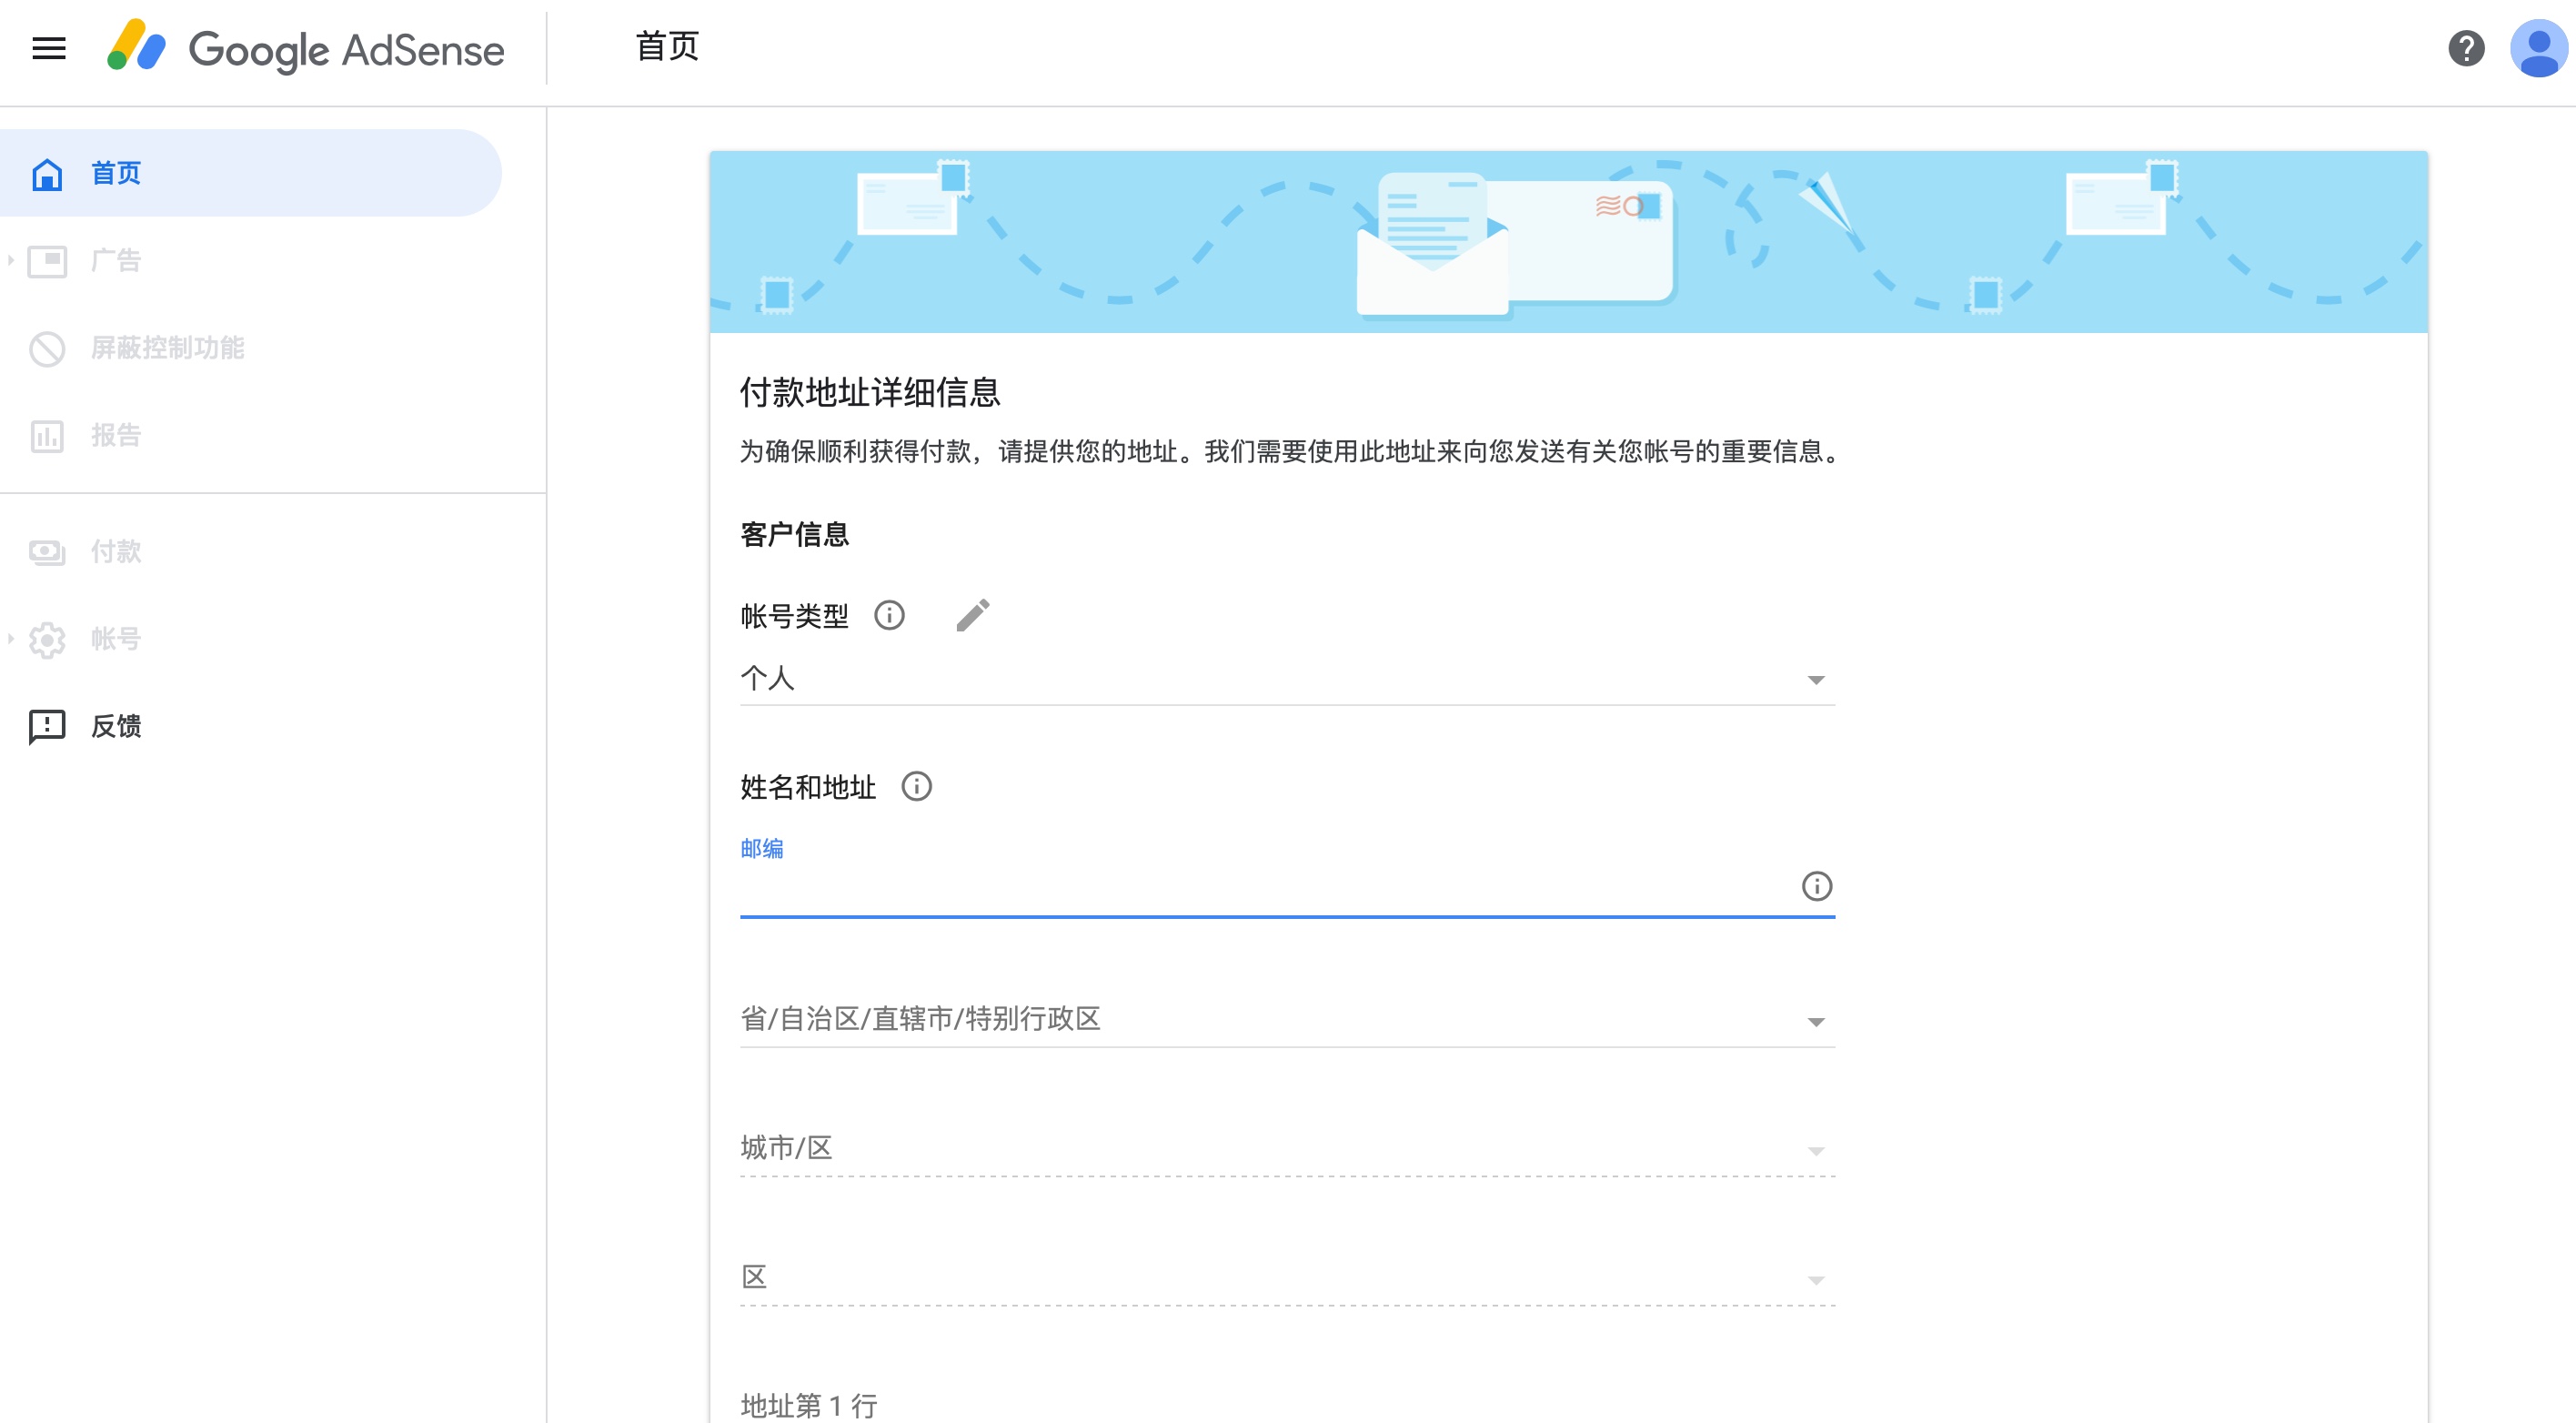 Google AdSense
首页
首页
广告
屏蔽控制功能
报告
付款
帐号
反馈
付款地址详细信息
为确保顺利获得付款，请提供您的地址。我们需要使用此地址来向您发送有关您帐号的重要信息。
客户信息
帐号类型
个人
姓名和地址
邮编
省/自治区/直辖市/特别行政区
城市/区
区
地址第 1 行